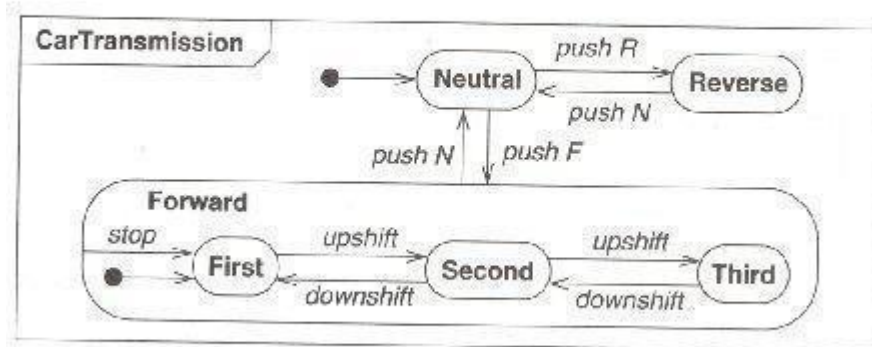 CarTransmission
push R
Neutral
Reverse
push N
push N
push F
Forward
stop
upshift
upshift
First
Second
Third
downshift
downshift